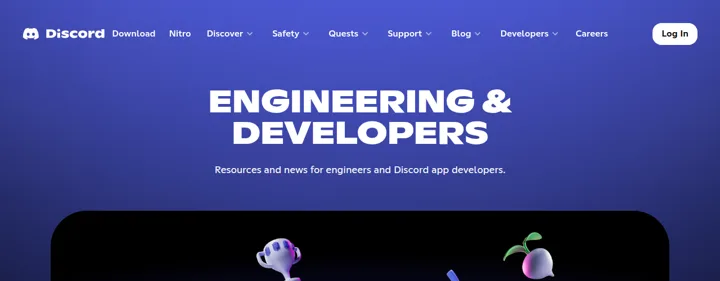 Discord Download Nitro Discover Safety Quests Support Blog Developers Careers Log In
ENGINEERING &
DEVELOPERS
Resources and news for engineers and Discord app developers.